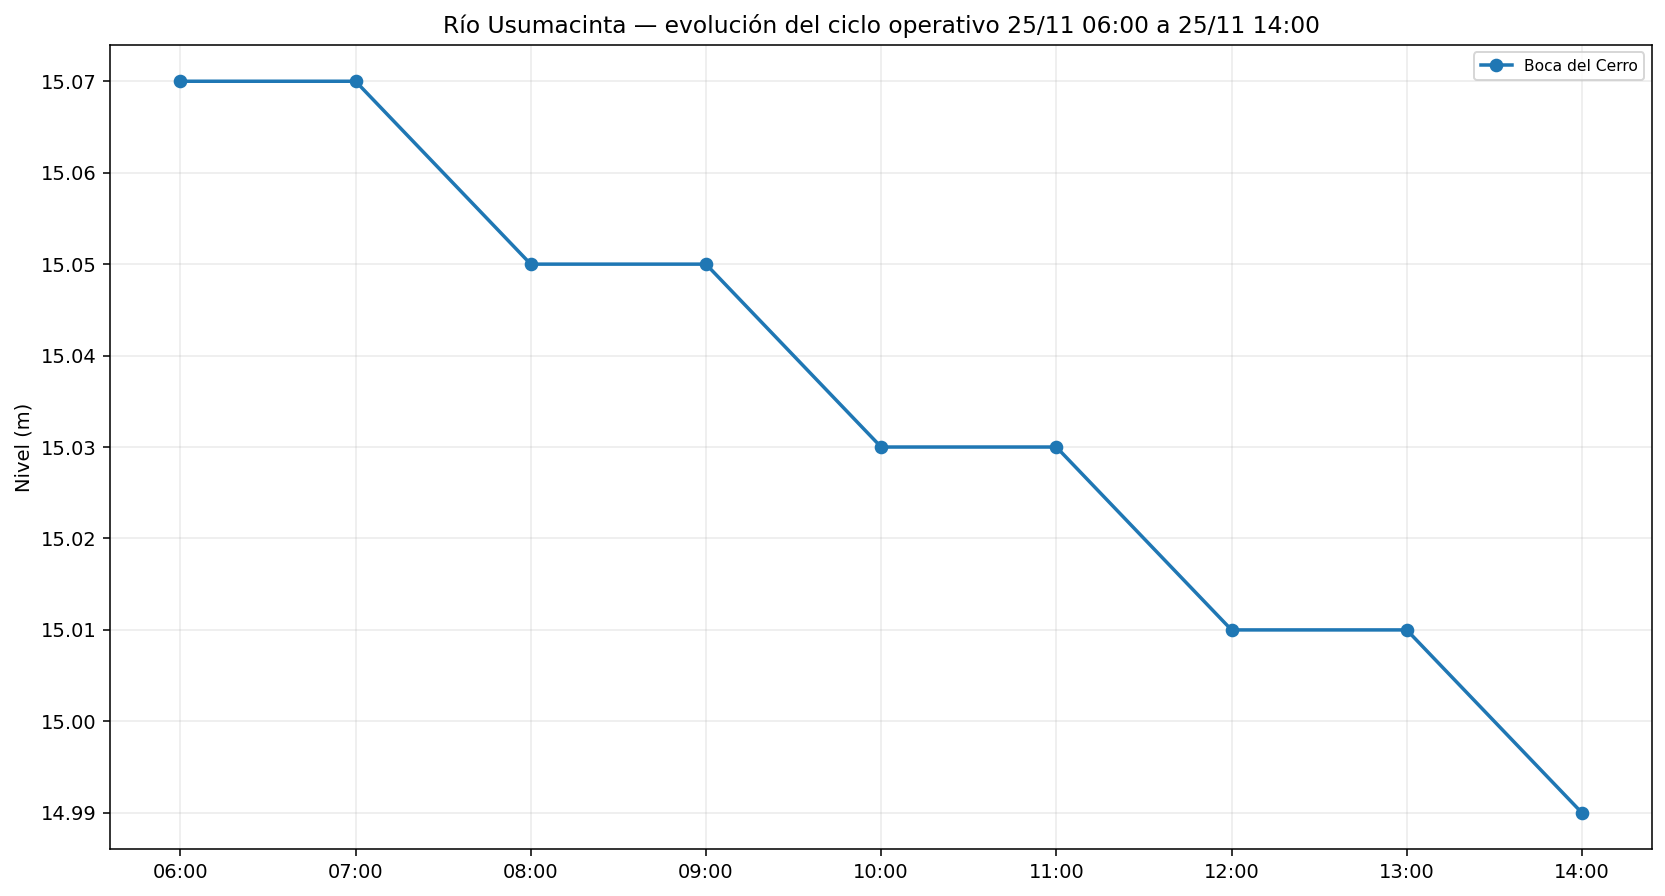 Río Usumacinta — evolución del ciclo operativo 25/11 06:00 a 25/11 14:00
Boca del Cerro
Nivel (m)
15.07
15.06
15.05
15.04
15.03
15.02
15.01
15.00
14.99
06:00 07:00 08:00 09:00 10:00 11:00 12:00 13:00 14:00